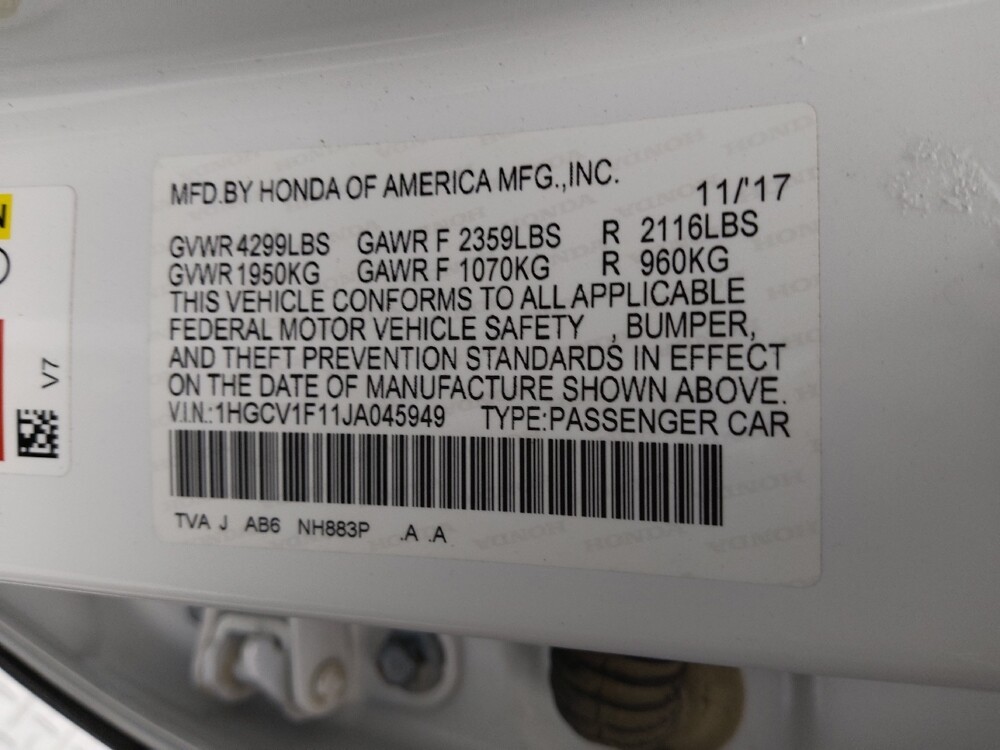 MFD.BY HONDA OF AMERICA MFG.,INC.
11/'17
GVWR 4299LBS GAWR F 2359LBS R 2116LBS
GVWR 1950KG GAWR F 1070KG R 960KG
THIS VEHICLE CONFORMS TO ALL APPLICABLE
FEDERAL MOTOR VEHICLE SAFETY , BUMPER,
AND THEFT PREVENTION STANDARDS IN EFFECT
ON THE DATE OF MANUFACTURE SHOWN ABOVE.
V.I.N.:1HGCV1F11JA045949 TYPE:PASSENGER CAR
TVA J AB6 NH883P .A .A
V7